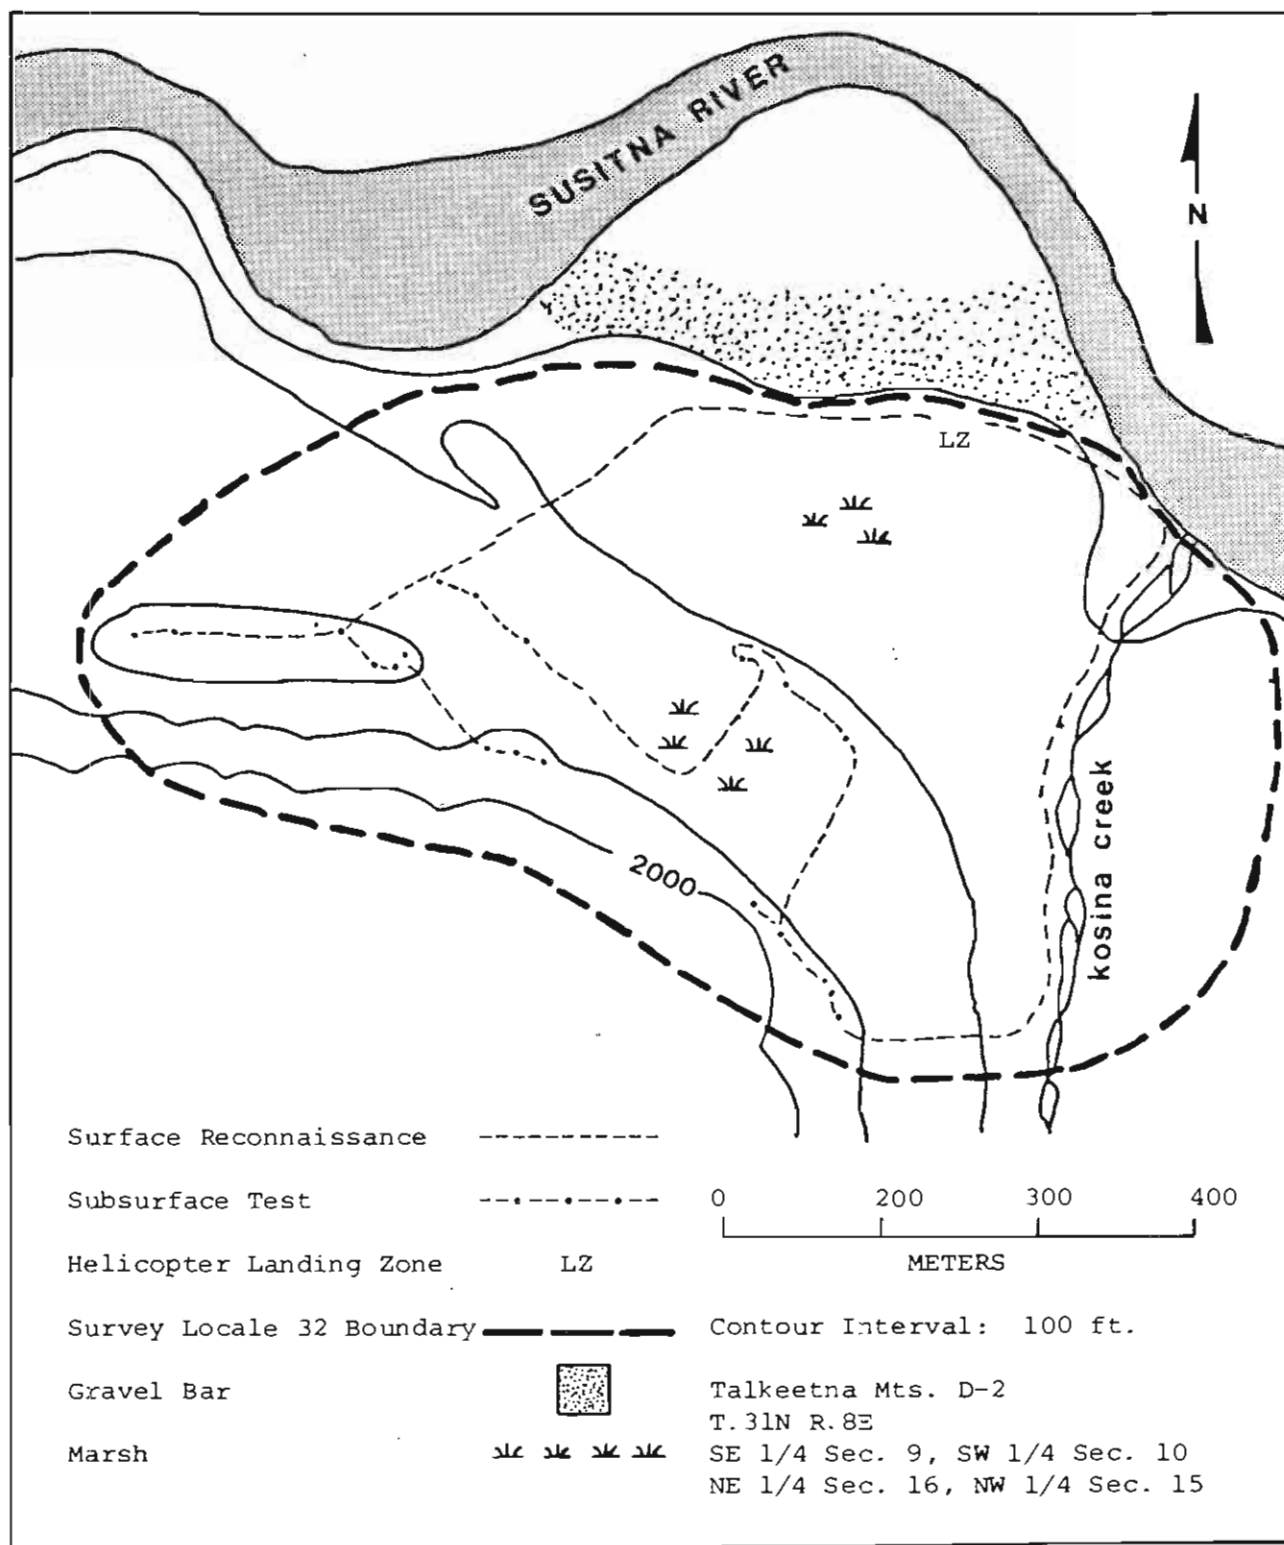 SUSITNA RIVER
N
LZ
kosina creek
2000
Surface Reconnaissance
Subsurface Test
Helicopter Landing Zone LZ
Survey Locale 32 Boundary
Gravel Bar
Marsh
0 200 300 400
METERS
Contour Interval: 100 ft.
Talkeetna Mts. D-2
T.31N R.8E
SE 1/4 Sec. 9, SW 1/4 Sec. 10
NE 1/4 Sec. 16, NW 1/4 Sec. 15